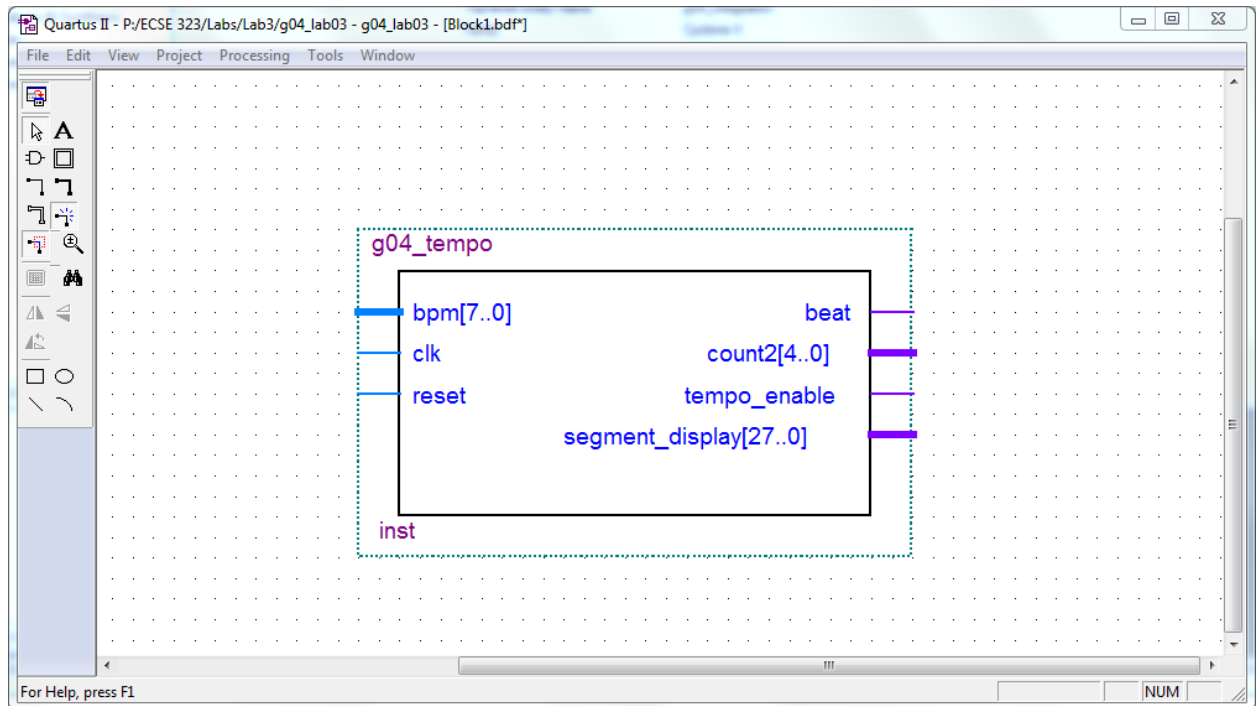 Quartus II - P:/ECSE 323/Labs/Lab3/g04_lab03 - g04_lab03 - [Block1.bdf*]
File Edit View Project Processing Tools Window
A
g04_tempo
bpm[7..0] beat
clk count2[4..0]
reset tempo_enable
segment_display[27..0]
inst
For Help, press F1 NUM